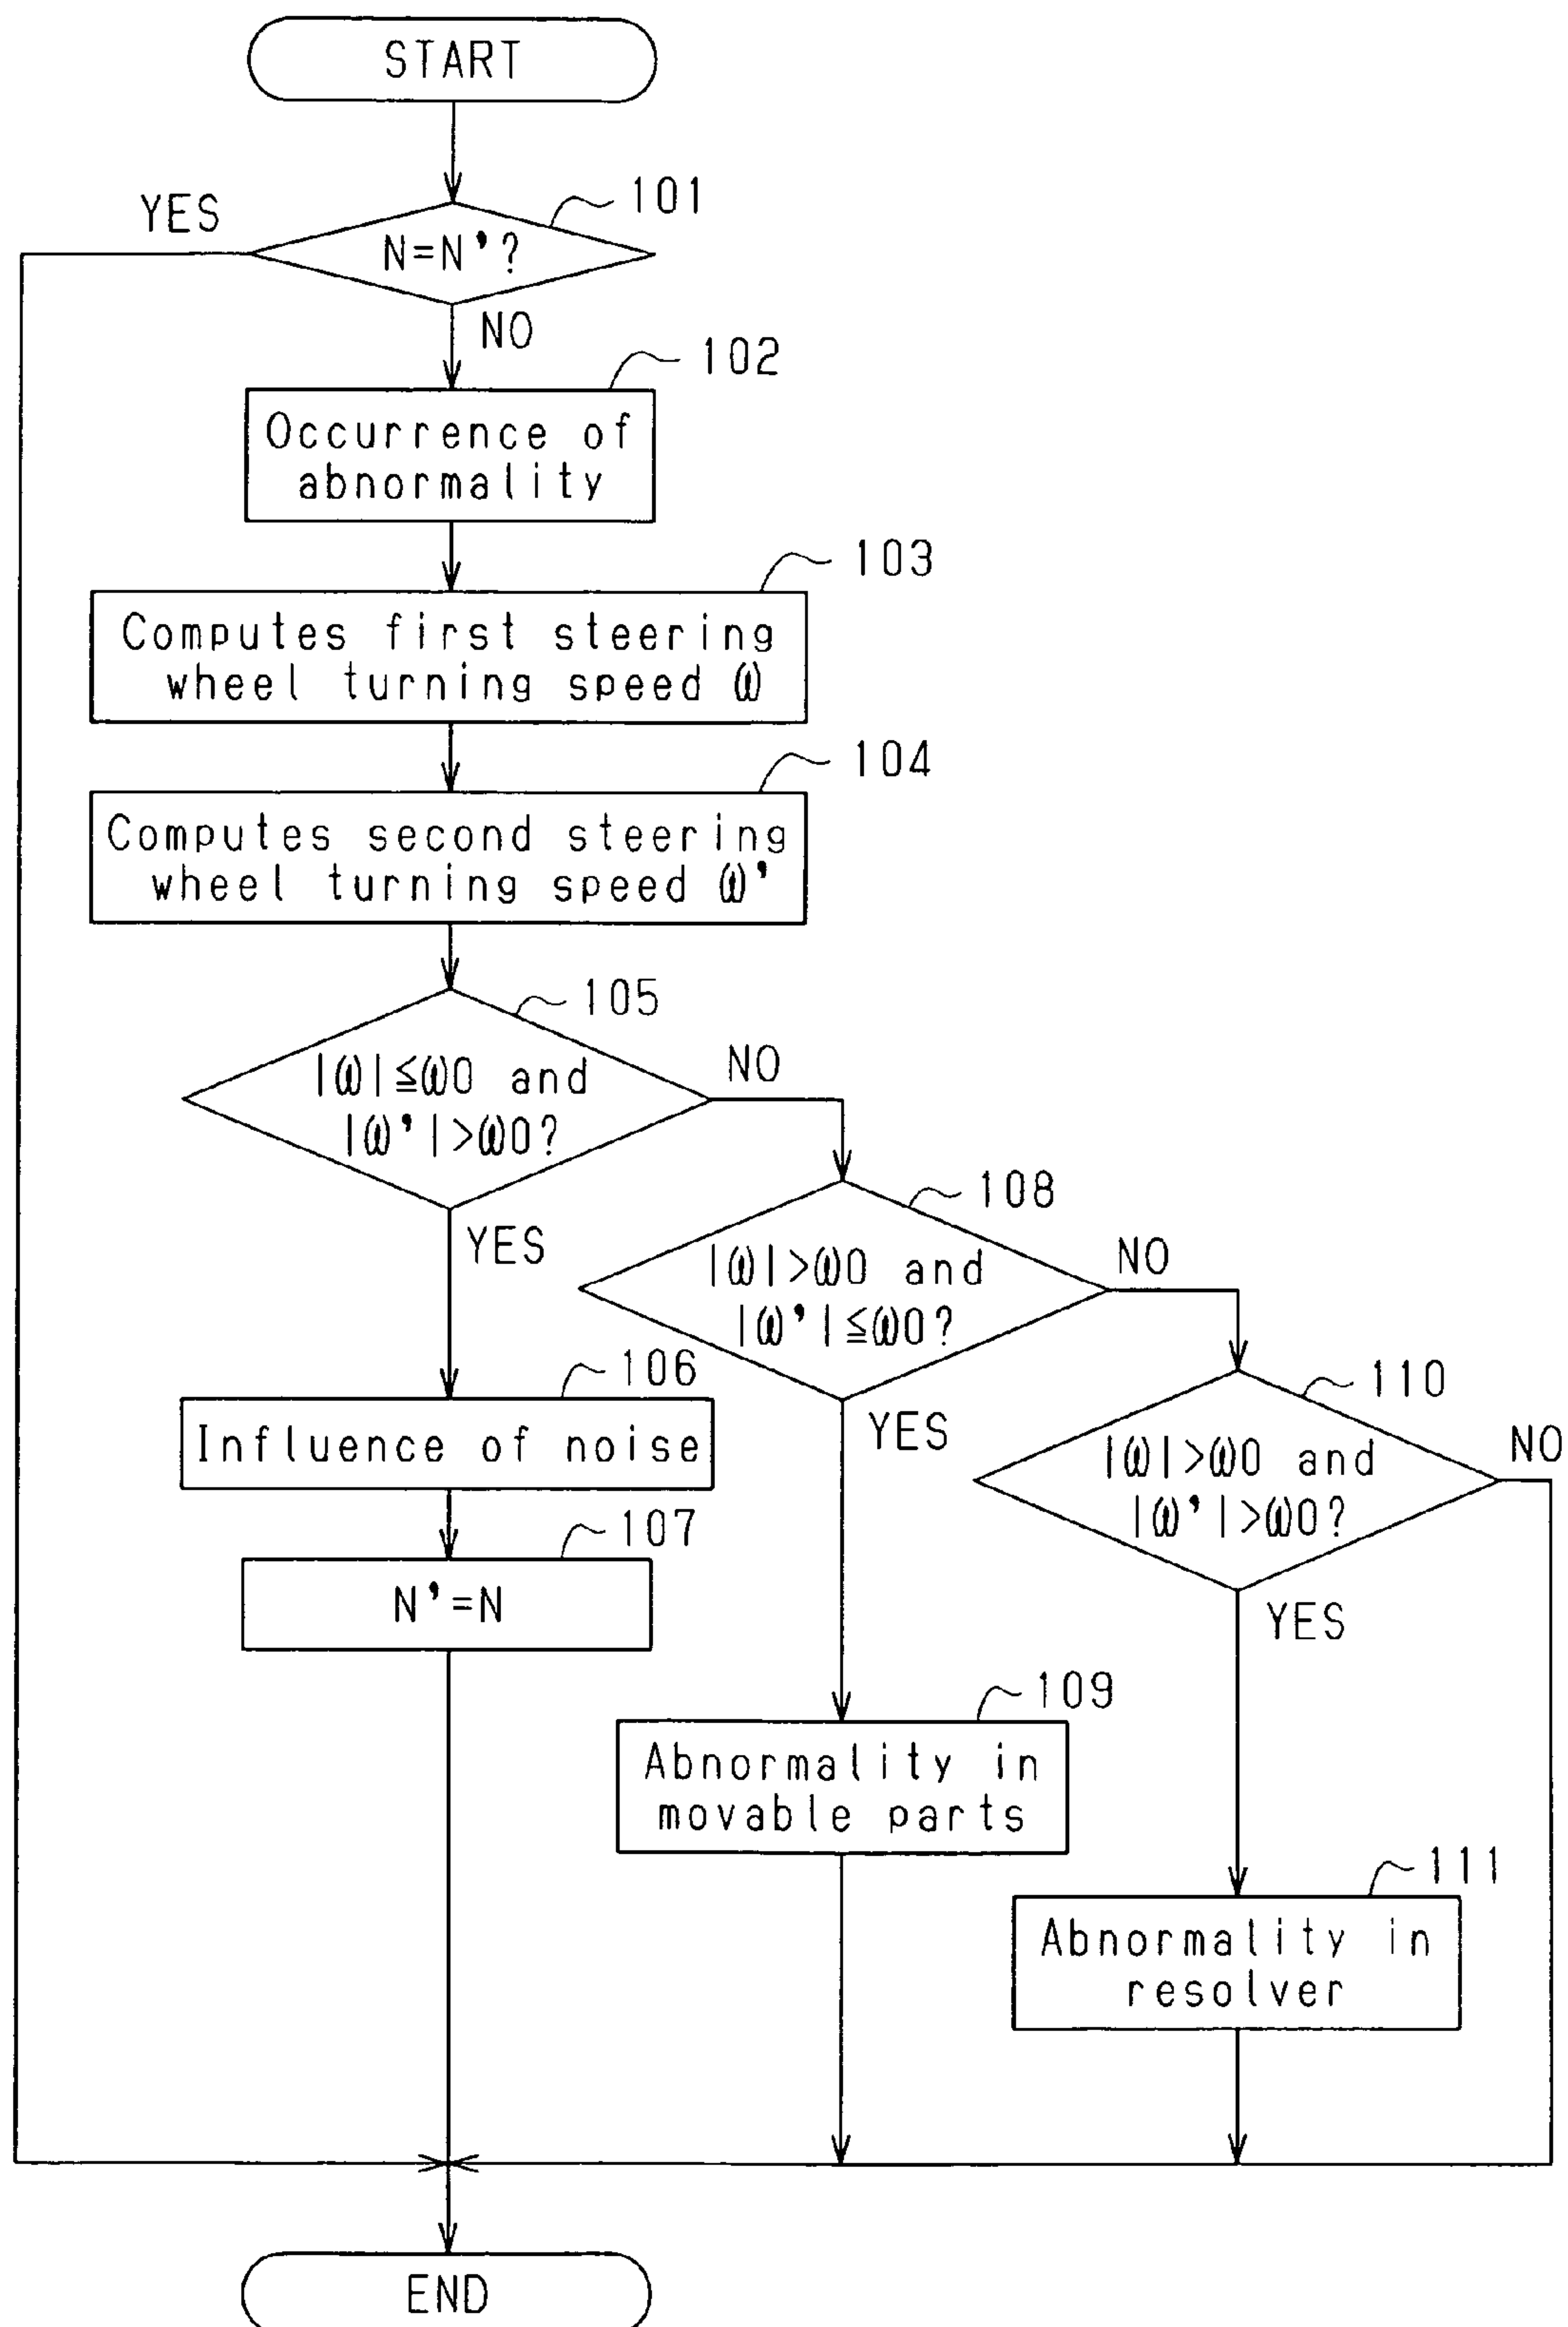 START
YES
101
N=N'?
NO
102
Occurrence of
abnormality
103
Computes first steering
wheel turning speed ω
104
Computes second steering
wheel turning speed ω'
105
|ω|≦ω0 and
|ω'|>ω0?
NO
YES
108
|ω|>ω0 and
|ω'|≦ω0?
NO
YES
106
Influence of noise
110
|ω|>ω0 and
|ω'|>ω0?
NO
YES
107
N'=N
109
Abnormality in
movable parts
111
Abnormality in
resolver
END